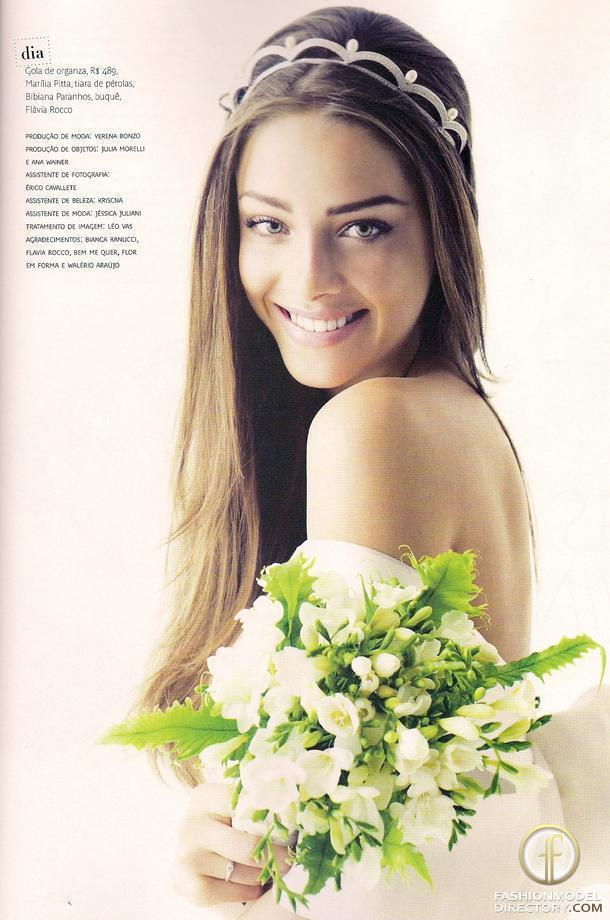 dia
Gola de organza, R$ 489,
Marília Pitta, tiara de pérolas,
Bibiana Paranhos, buquê,
Flávia Rocco
PRODUÇÃO DE MODA: VERENA BONZO
PRODUÇÃO DE OBJETOS: JULIA MORELLI
E ANA WAINER
ASSISTENTE DE FOTOGRAFIA:
ÉRICO CAVALLETE
ASSISTENTE DE BELEZA: KRISCNA
ASSISTENTE DE MODA: JÉSSICA JULIANI
TRATAMENTO DE IMAGEM: LÉO VAS
AGRADECIMENTOS: BIANCA RANUCCI,
FLAVIA ROCCO, BEM ME QUER, FLOR
EM FORMA E WALÉRIO ARAÚJO
f
FASHIONMODEL
DIRECTORY.COM